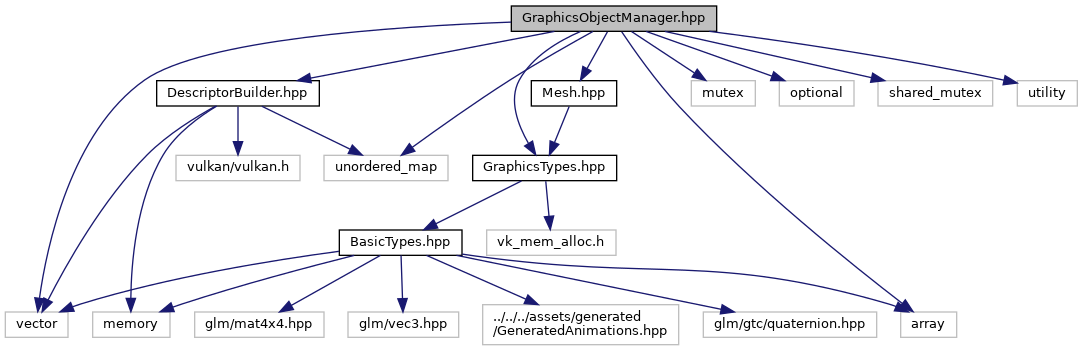 GraphicsObjectManager.hpp
DescriptorBuilder.hpp
Mesh.hpp
mutex
optional
shared_mutex
utility
vulkan/vulkan.h
unordered_map
GraphicsTypes.hpp
BasicTypes.hpp
vk_mem_alloc.h
vector
memory
glm/mat4x4.hpp
glm/vec3.hpp
../../../assets/generated
/GeneratedAnimations.hpp
glm/gtc/quaternion.hpp
array